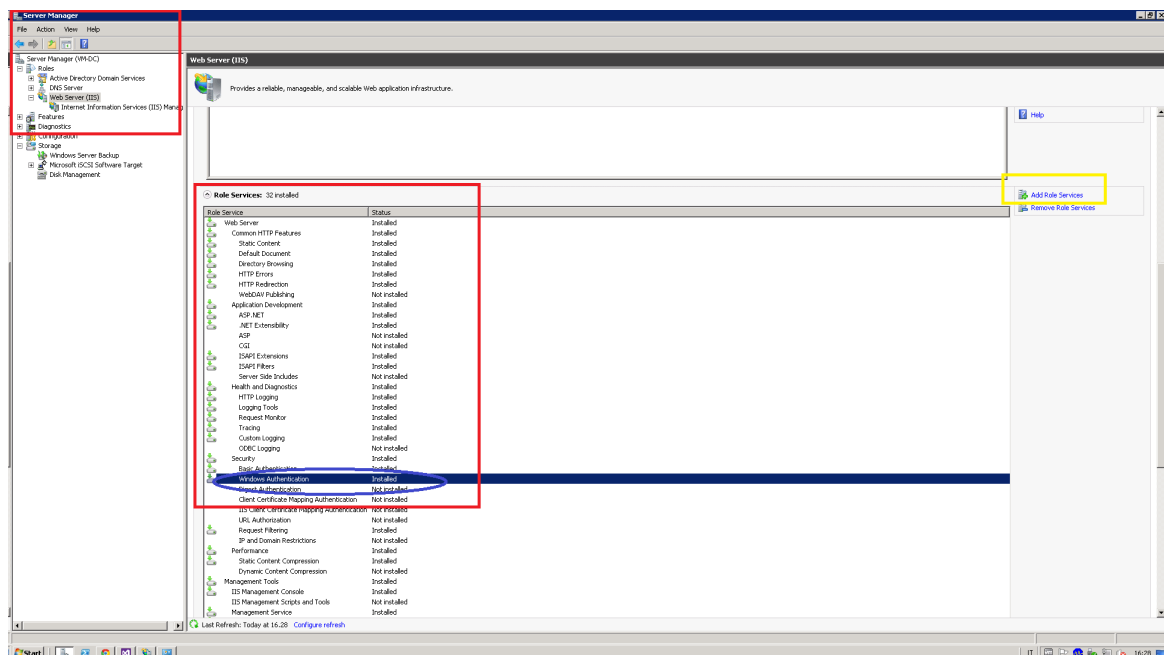 Server Manager
File Action View Help
Server Manager (VM-DC)
Roles
Active Directory Domain Services
DNS Server
Web Server (IIS)
Internet Information Services (IIS) Manag
Features
Diagnostics
Configuration
Storage
Windows Server Backup
Microsoft iSCSI Software Target
Disk Management
Web Server (IIS)
Provides a reliable, manageable, and scalable Web application infrastructure.
Help
Role Services: 32 installed
Add Role Services
Remove Role Services
Role Service Status
Web Server Installed
Common HTTP Features Installed
Static Content Installed
Default Document Installed
Directory Browsing Installed
HTTP Errors Installed
HTTP Redirection Installed
WebDAV Publishing Not installed
Application Development Installed
ASP.NET Installed
.NET Extensibility Installed
ASP Not installed
CGI Not installed
ISAPI Extensions Installed
ISAPI Filters Installed
Server Side Includes Not installed
Health and Diagnostics Installed
HTTP Logging Installed
Logging Tools Installed
Request Monitor Installed
Tracing Installed
Custom Logging Installed
ODBC Logging Not installed
Security Installed
Basic Authentication Installed
Windows Authentication Installed
Digest Authentication Not installed
Client Certificate Mapping Authentication Not installed
IIS Client Certificate Mapping Authentication Not installed
URL Authorization Not installed
Request Filtering Installed
IP and Domain Restrictions Not installed
Performance Installed
Static Content Compression Installed
Dynamic Content Compression Not installed
Management Tools Installed
IIS Management Console Installed
IIS Management Scripts and Tools Not installed
Management Service Installed
Last Refresh: Today at 16.28 Configure refresh
Start
IT
16:28